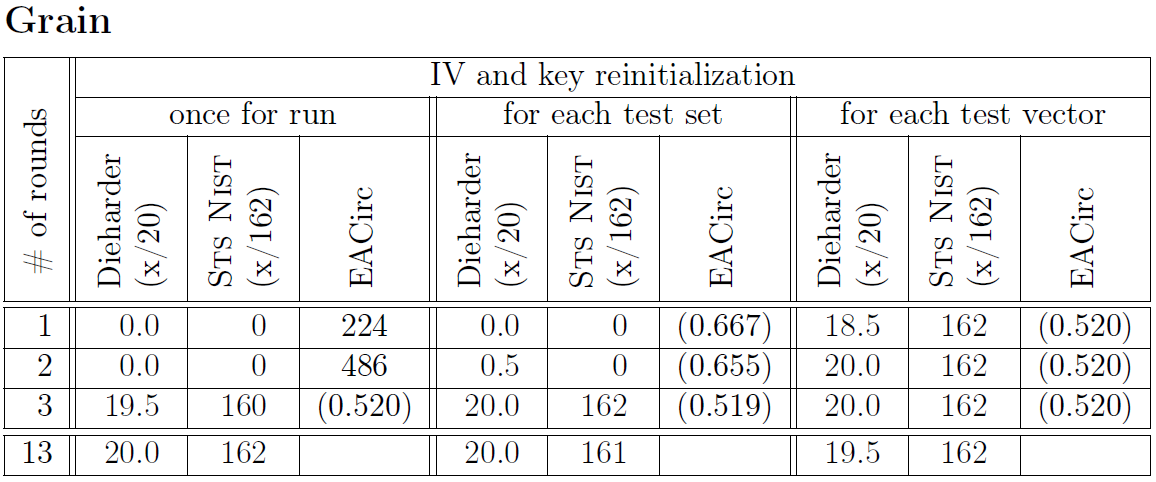 Grain
IV and key reinitialization
# of rounds
once for run for each test set for each test vector
Dieharder (x/20) STS NIST (x/162) EACirc Dieharder (x/20) STS NIST (x/162) EACirc Dieharder (x/20) STS NIST (x/162) EACirc
1 0.0 0 224 0.0 0 (0.667) 18.5 162 (0.520)
2 0.0 0 486 0.5 0 (0.655) 20.0 162 (0.520)
3 19.5 160 (0.520) 20.0 162 (0.519) 20.0 162 (0.520)
13 20.0 162 20.0 161 19.5 162